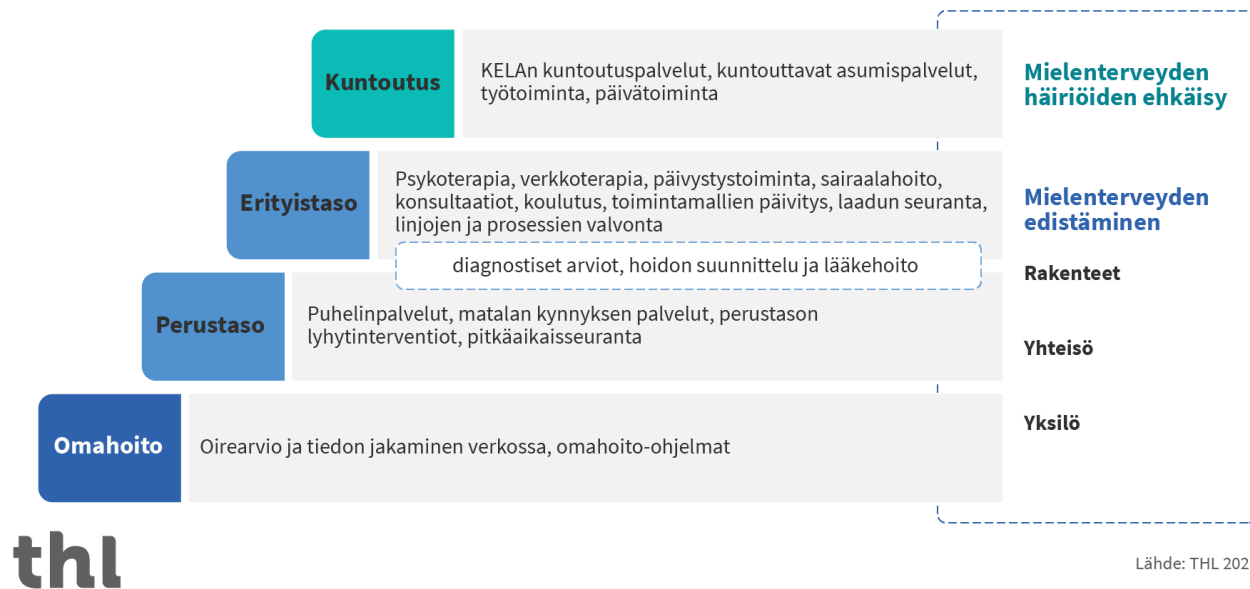 Kuntoutus
KELAn kuntoutuspalvelut, kuntouttavat asumispalvelut,
työtoiminta, päivätoiminta
Mielenterveyden
häiriöiden ehkäisy
Erityistaso
Psykoterapia, verkkoterapia, päivystystoiminta, sairaalahoito,
konsultaatiot, koulutus, toimintamallien päivitys, laadun seuranta,
linjojen ja prosessien valvonta
Mielenterveyden
edistäminen
diagnostiset arviot, hoidon suunnittelu ja lääkehoito
Rakenteet
Perustaso
Puhelinpalvelut, matalan kynnyksen palvelut, perustason
lyhytinterventiot, pitkäaikaisseuranta
Yhteisö
Yksilö
Omahoito
Oirearvio ja tiedon jakaminen verkossa, omahoito-ohjelmat
thl
Lähde: THL 202